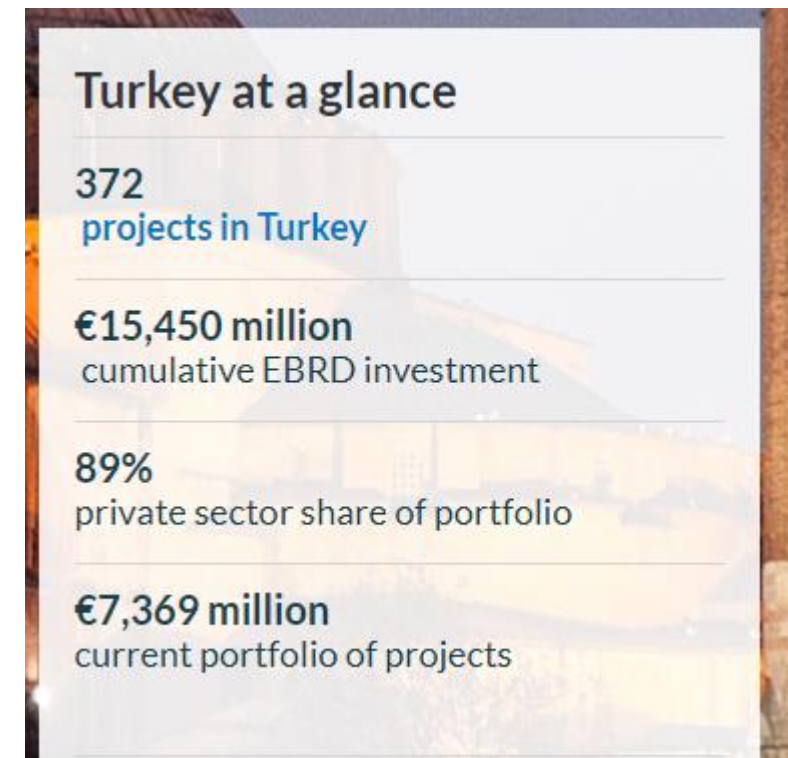 Turkey at a glance
372
projects in Turkey
€15,450 million
cumulative EBRD investment
89%
private sector share of portfolio
€7,369 million
current portfolio of projects